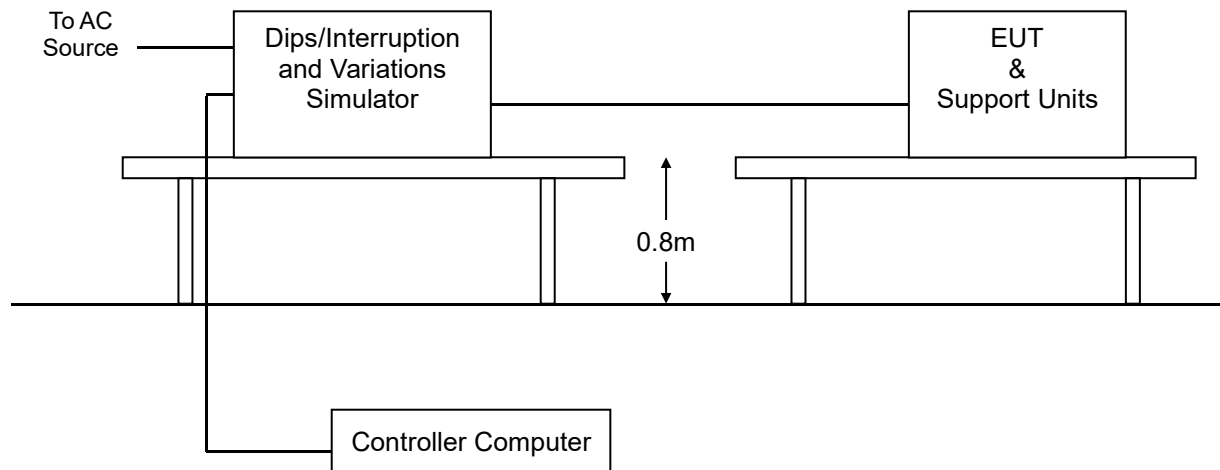 To AC
Source
Dips/Interruption
and Variations
Simulator
EUT
&
Support Units
0.8m
Controller Computer